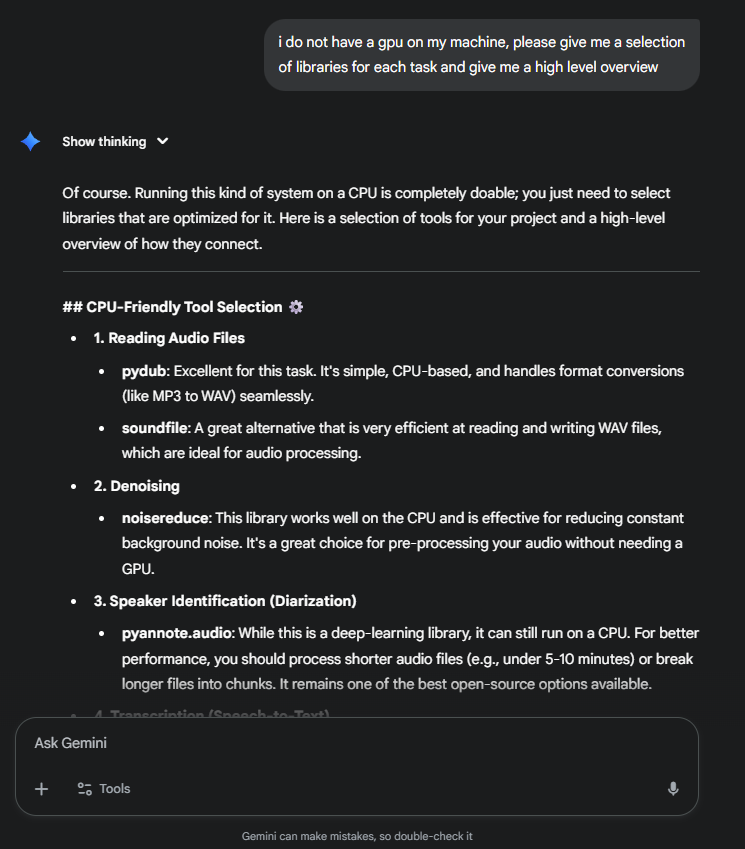 i do not have a gpu on my machine, please give me a selection
of libraries for each task and give me a high level overview
Show thinking
Of course. Running this kind of system on a CPU is completely doable; you just need to select
libraries that are optimized for it. Here is a selection of tools for your project and a high-level
overview of how they connect.
## CPU-Friendly Tool Selection ⚙️
• 1. Reading Audio Files
• pydub: Excellent for this task. It's simple, CPU-based, and handles format conversions
(like MP3 to WAV) seamlessly.
• soundfile: A great alternative that is very efficient at reading and writing WAV files,
which are ideal for audio processing.
• 2. Denoising
• noisereduce: This library works well on the CPU and is effective for reducing constant
background noise. It's a great choice for pre-processing your audio without needing a
GPU.
• 3. Speaker Identification (Diarization)
• pyannote.audio: While this is a deep-learning library, it can still run on a CPU. For better
performance, you should process shorter audio files (e.g., under 5-10 minutes) or break
longer files into chunks. It remains one of the best open-source options available.
• 4. Transcription (Speech-to-Text)
Ask Gemini
Tools
Gemini can make mistakes, so double-check it